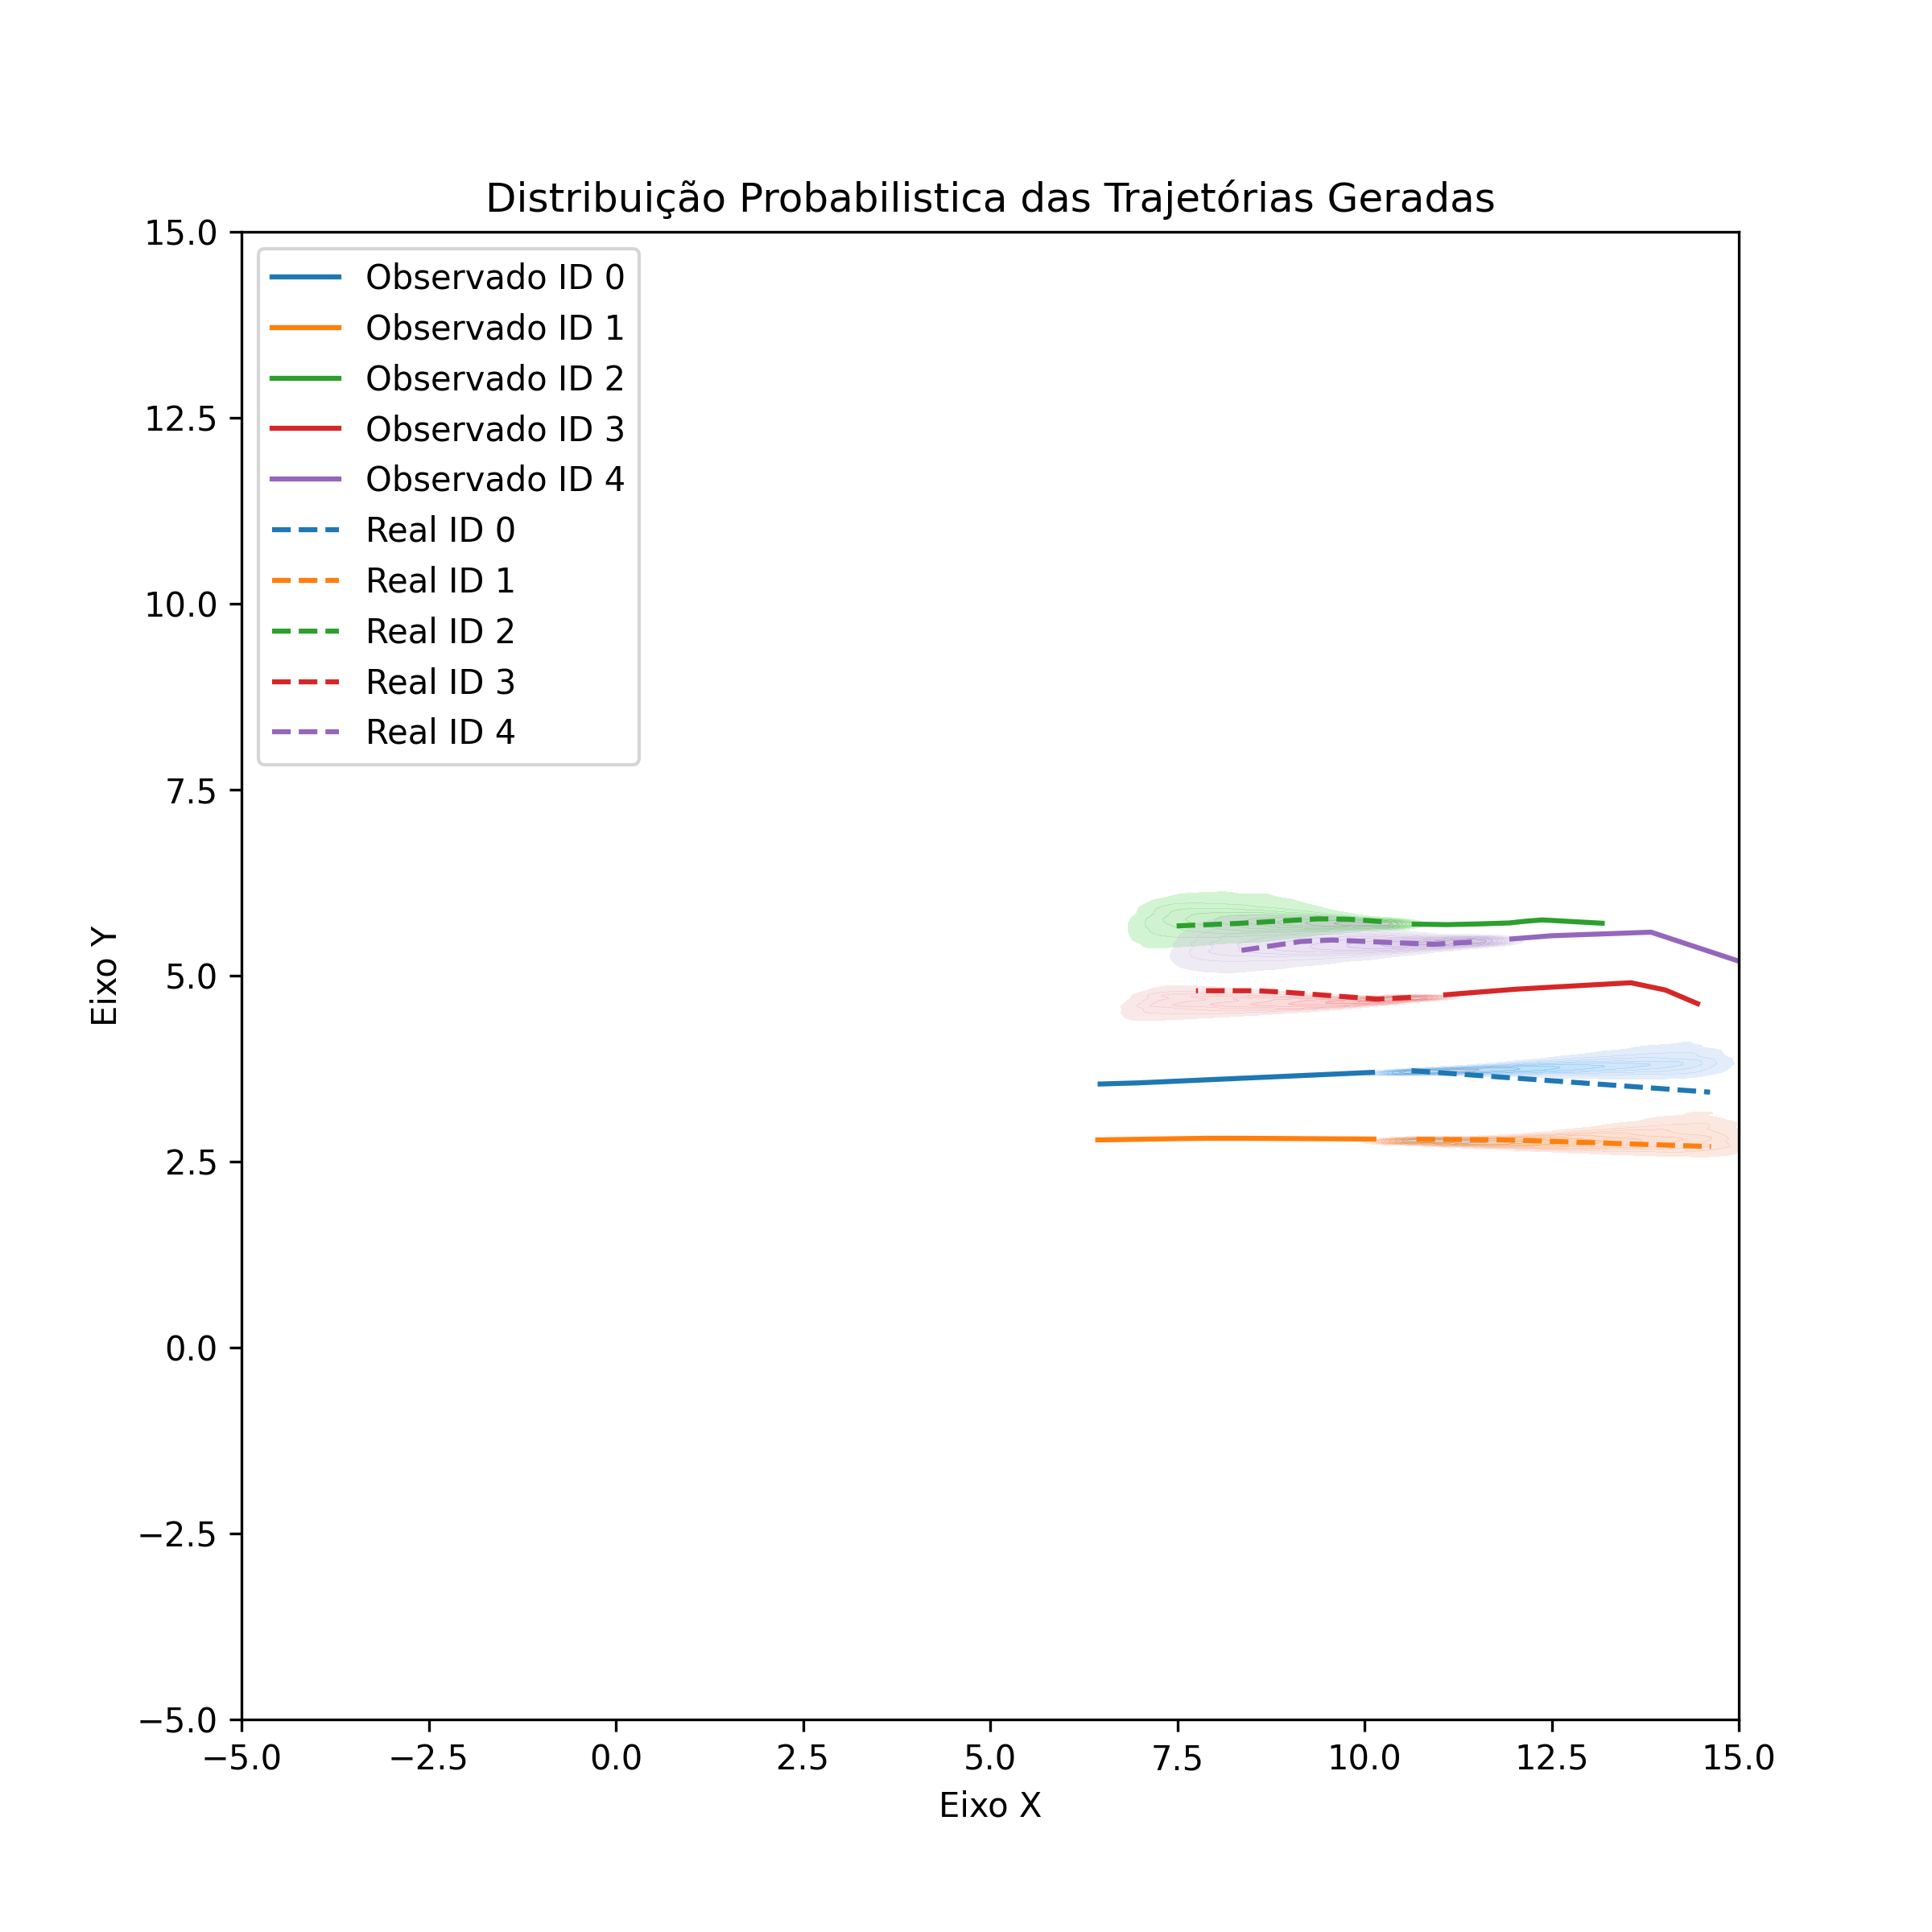 Distribuição Probabilistica das Trajetórias Geradas
15.0
12.5
10.0
7.5
5.0
2.5
0.0
−2.5
−5.0
Eixo Y
Observado ID 0
Observado ID 1
Observado ID 2
Observado ID 3
Observado ID 4
Real ID 0
Real ID 1
Real ID 2
Real ID 3
Real ID 4
−5.0 −2.5 0.0 2.5 5.0 7.5 10.0 12.5 15.0
Eixo X